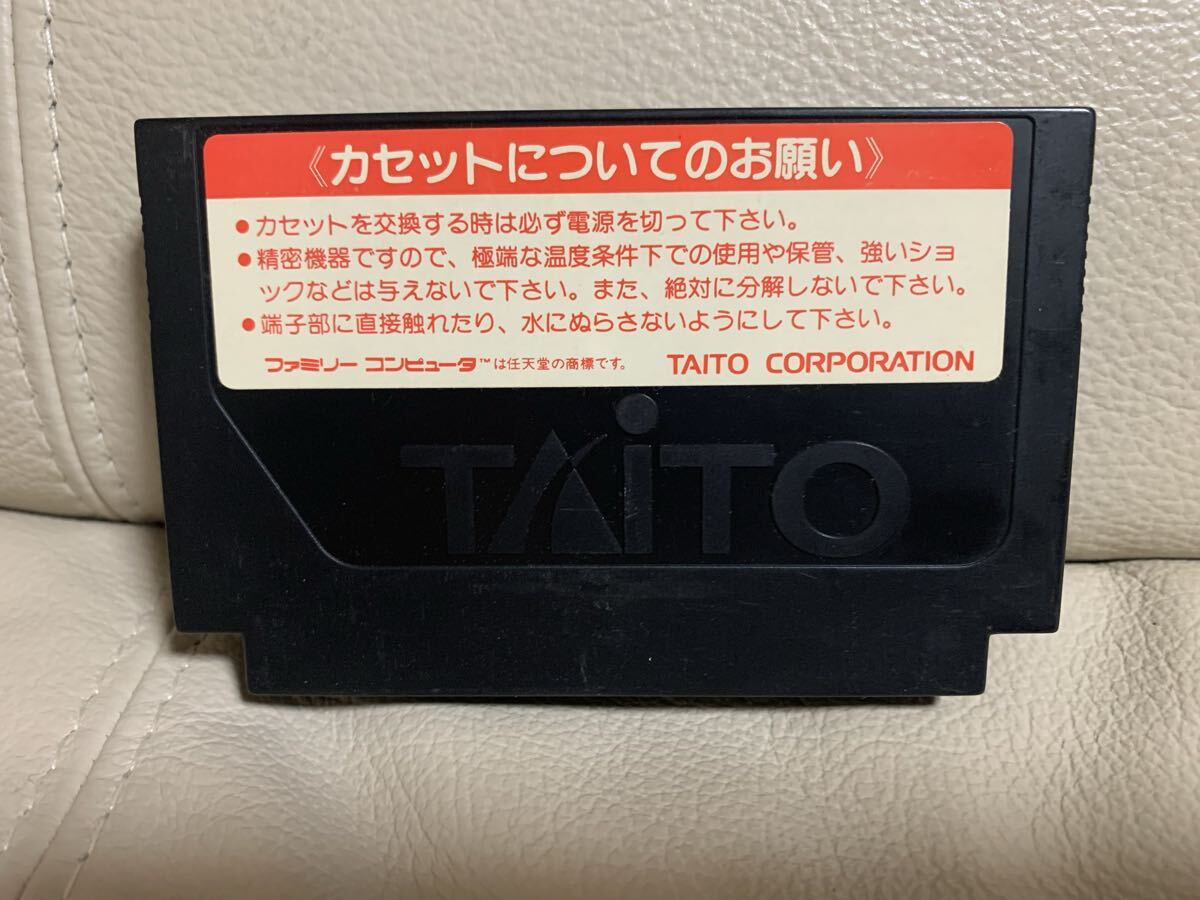 《カセットについてのお願い》
●カセットを交換する時は必ず電源を切って下さい。
●精密機器ですので、極端な温度条件下での使用や保管、強いショ
ックなどは与えないで下さい。また、絶対に分解しないで下さい。
●端子部に直接触れたり、水にぬらさないようにして下さい。
ファミリー コンピュータ™は任天堂の商標です。 TAITO CORPORATION
TAiTO